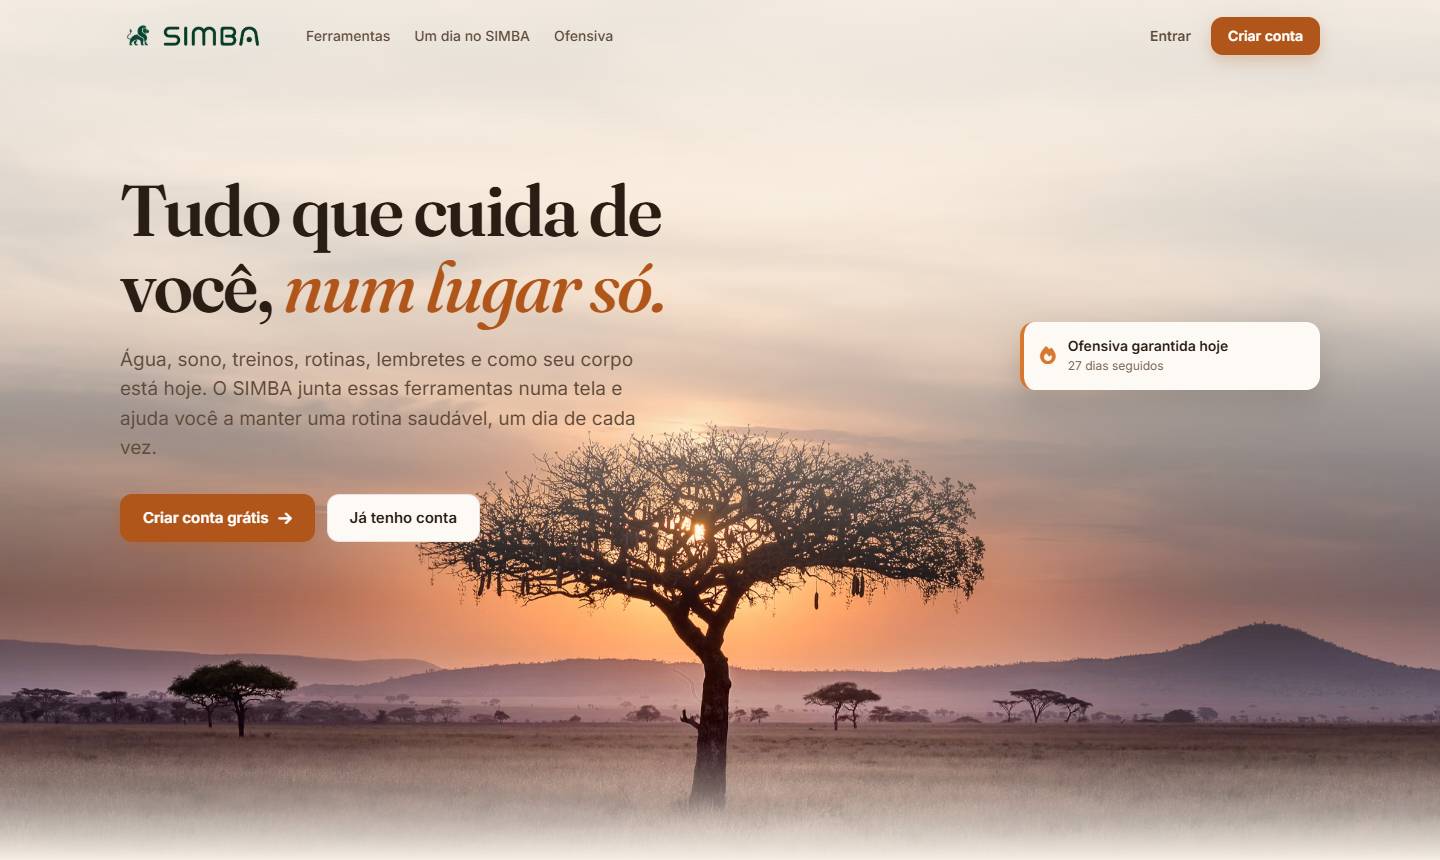 SIMBA
Ferramentas
Um dia no SIMBA
Ofensiva
Entrar
Criar conta
Tudo que cuida de
você, num lugar só.
Água, sono, treinos, rotinas, lembretes e como seu corpo
está hoje. O SIMBA junta essas ferramentas numa tela e
ajuda você a manter uma rotina saudável, um dia de cada
vez.
Criar conta grátis →
Já tenho conta
Ofensiva garantida hoje
27 dias seguidos